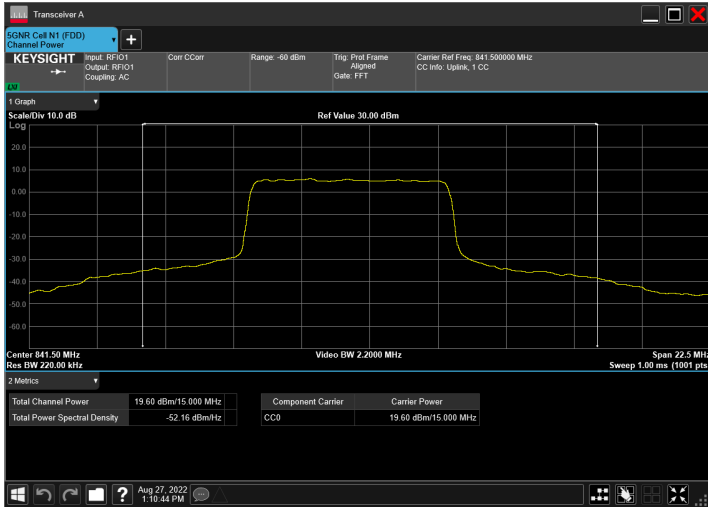 Transceiver A
5GNR Cell N1 (FDD)
Channel Power
+
KEYSIGHT
LXI
Input: RFIO1
Output: RFIO1
Coupling: AC
Corr CCorr
Range: -60 dBm
Trig: Prot Frame
Aligned
Gate: FFT
Carrier Ref Freq: 841.500000 MHz
CC Info: Uplink, 1 CC
1 Graph
Scale/Div 10.0 dB
Ref Value 30.00 dBm
Log
20.0
10.0
0.00
-10.0
-20.0
-30.0
-40.0
-50.0
-60.0
Center 841.50 MHz
Video BW 2.2000 MHz
Span 22.5 MHz
Res BW 220.00 kHz
Sweep 1.00 ms (1001 pts
2 Metrics
Total Channel Power 19.60 dBm/15.000 MHz
Total Power Spectral Density -52.16 dBm/Hz
Component Carrier Carrier Power
CC0 19.60 dBm/15.000 MHz
?
Aug 27, 2022
1:10:44 PM